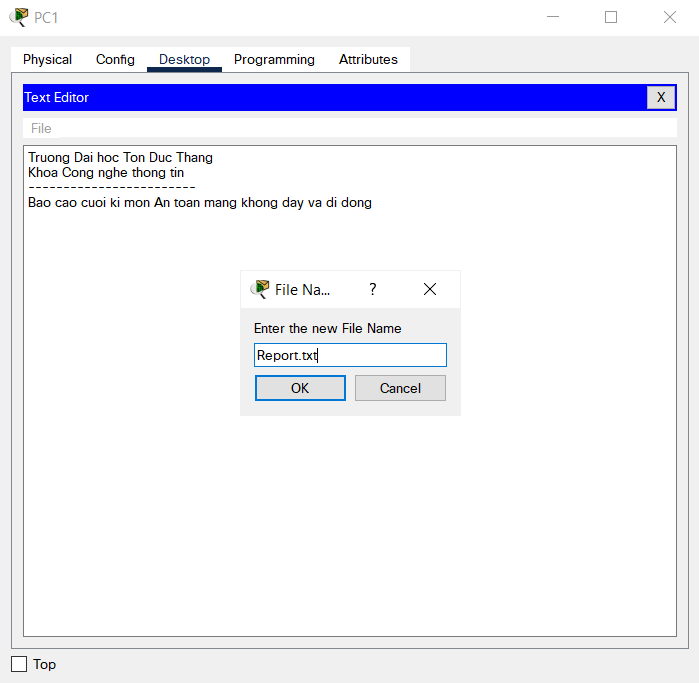 PC1
Physical Config Desktop Programming Attributes
Text Editor X
File
Truong Dai hoc Ton Duc Thang
Khoa Cong nghe thong tin
------------------------
Bao cao cuoi ki mon An toan mang khong day va di dong
File Na... ?
Enter the new File Name
Report.txt
OK Cancel
Top